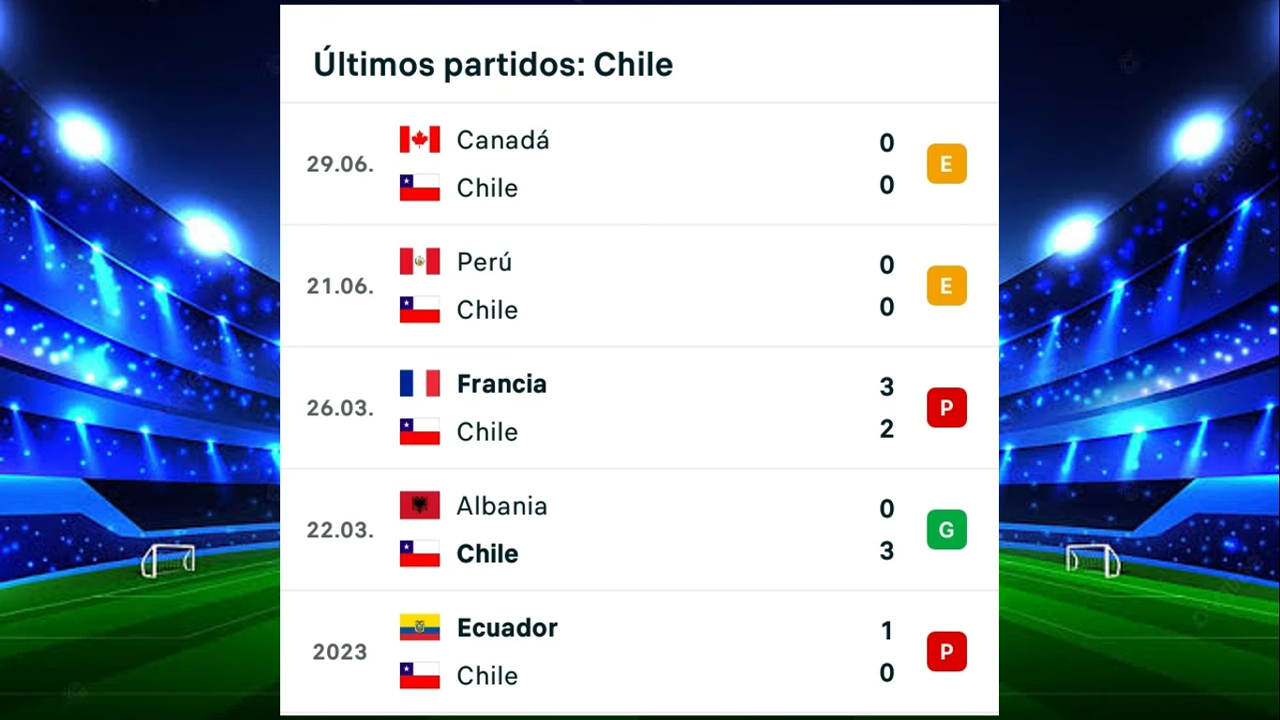 Últimos partidos: Chile
29.06.
Canadá 0
Chile 0
E
21.06.
Perú 0
Chile 0
E
26.03.
Francia 3
Chile 2
P
22.03.
Albania 0
Chile 3
G
2023
Ecuador 1
Chile 0
P